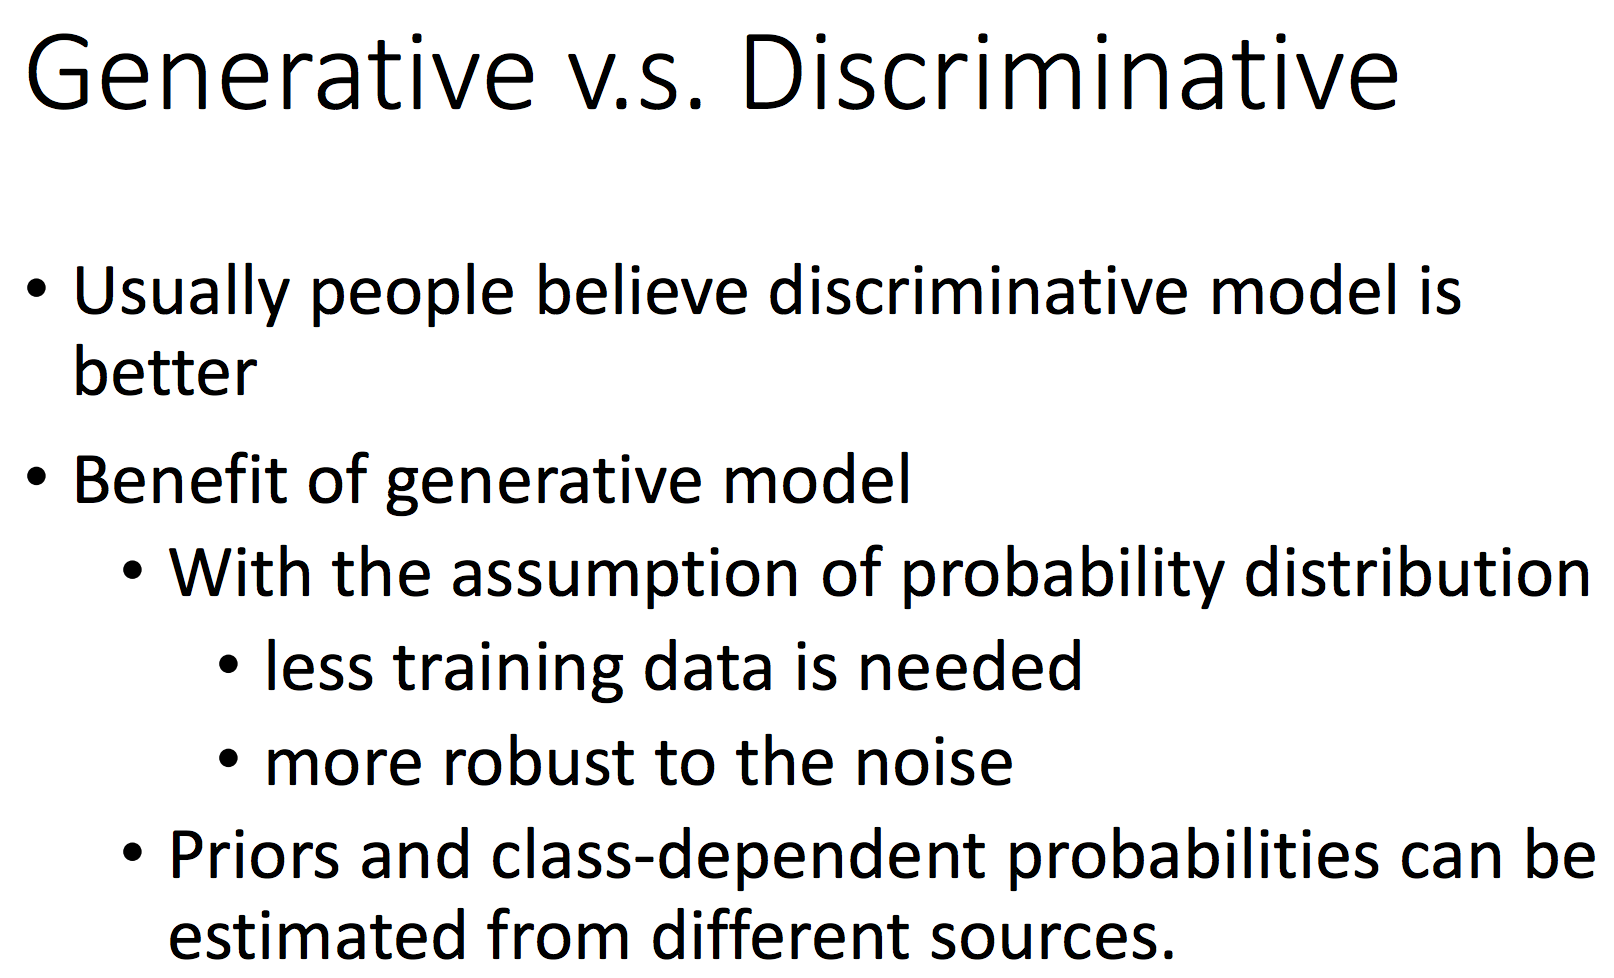 Generative v.s. Discriminative
• Usually people believe discriminative model is
better
• Benefit of generative model
• With the assumption of probability distribution
• less training data is needed
• more robust to the noise
• Priors and class-dependent probabilities can be
estimated from different sources.